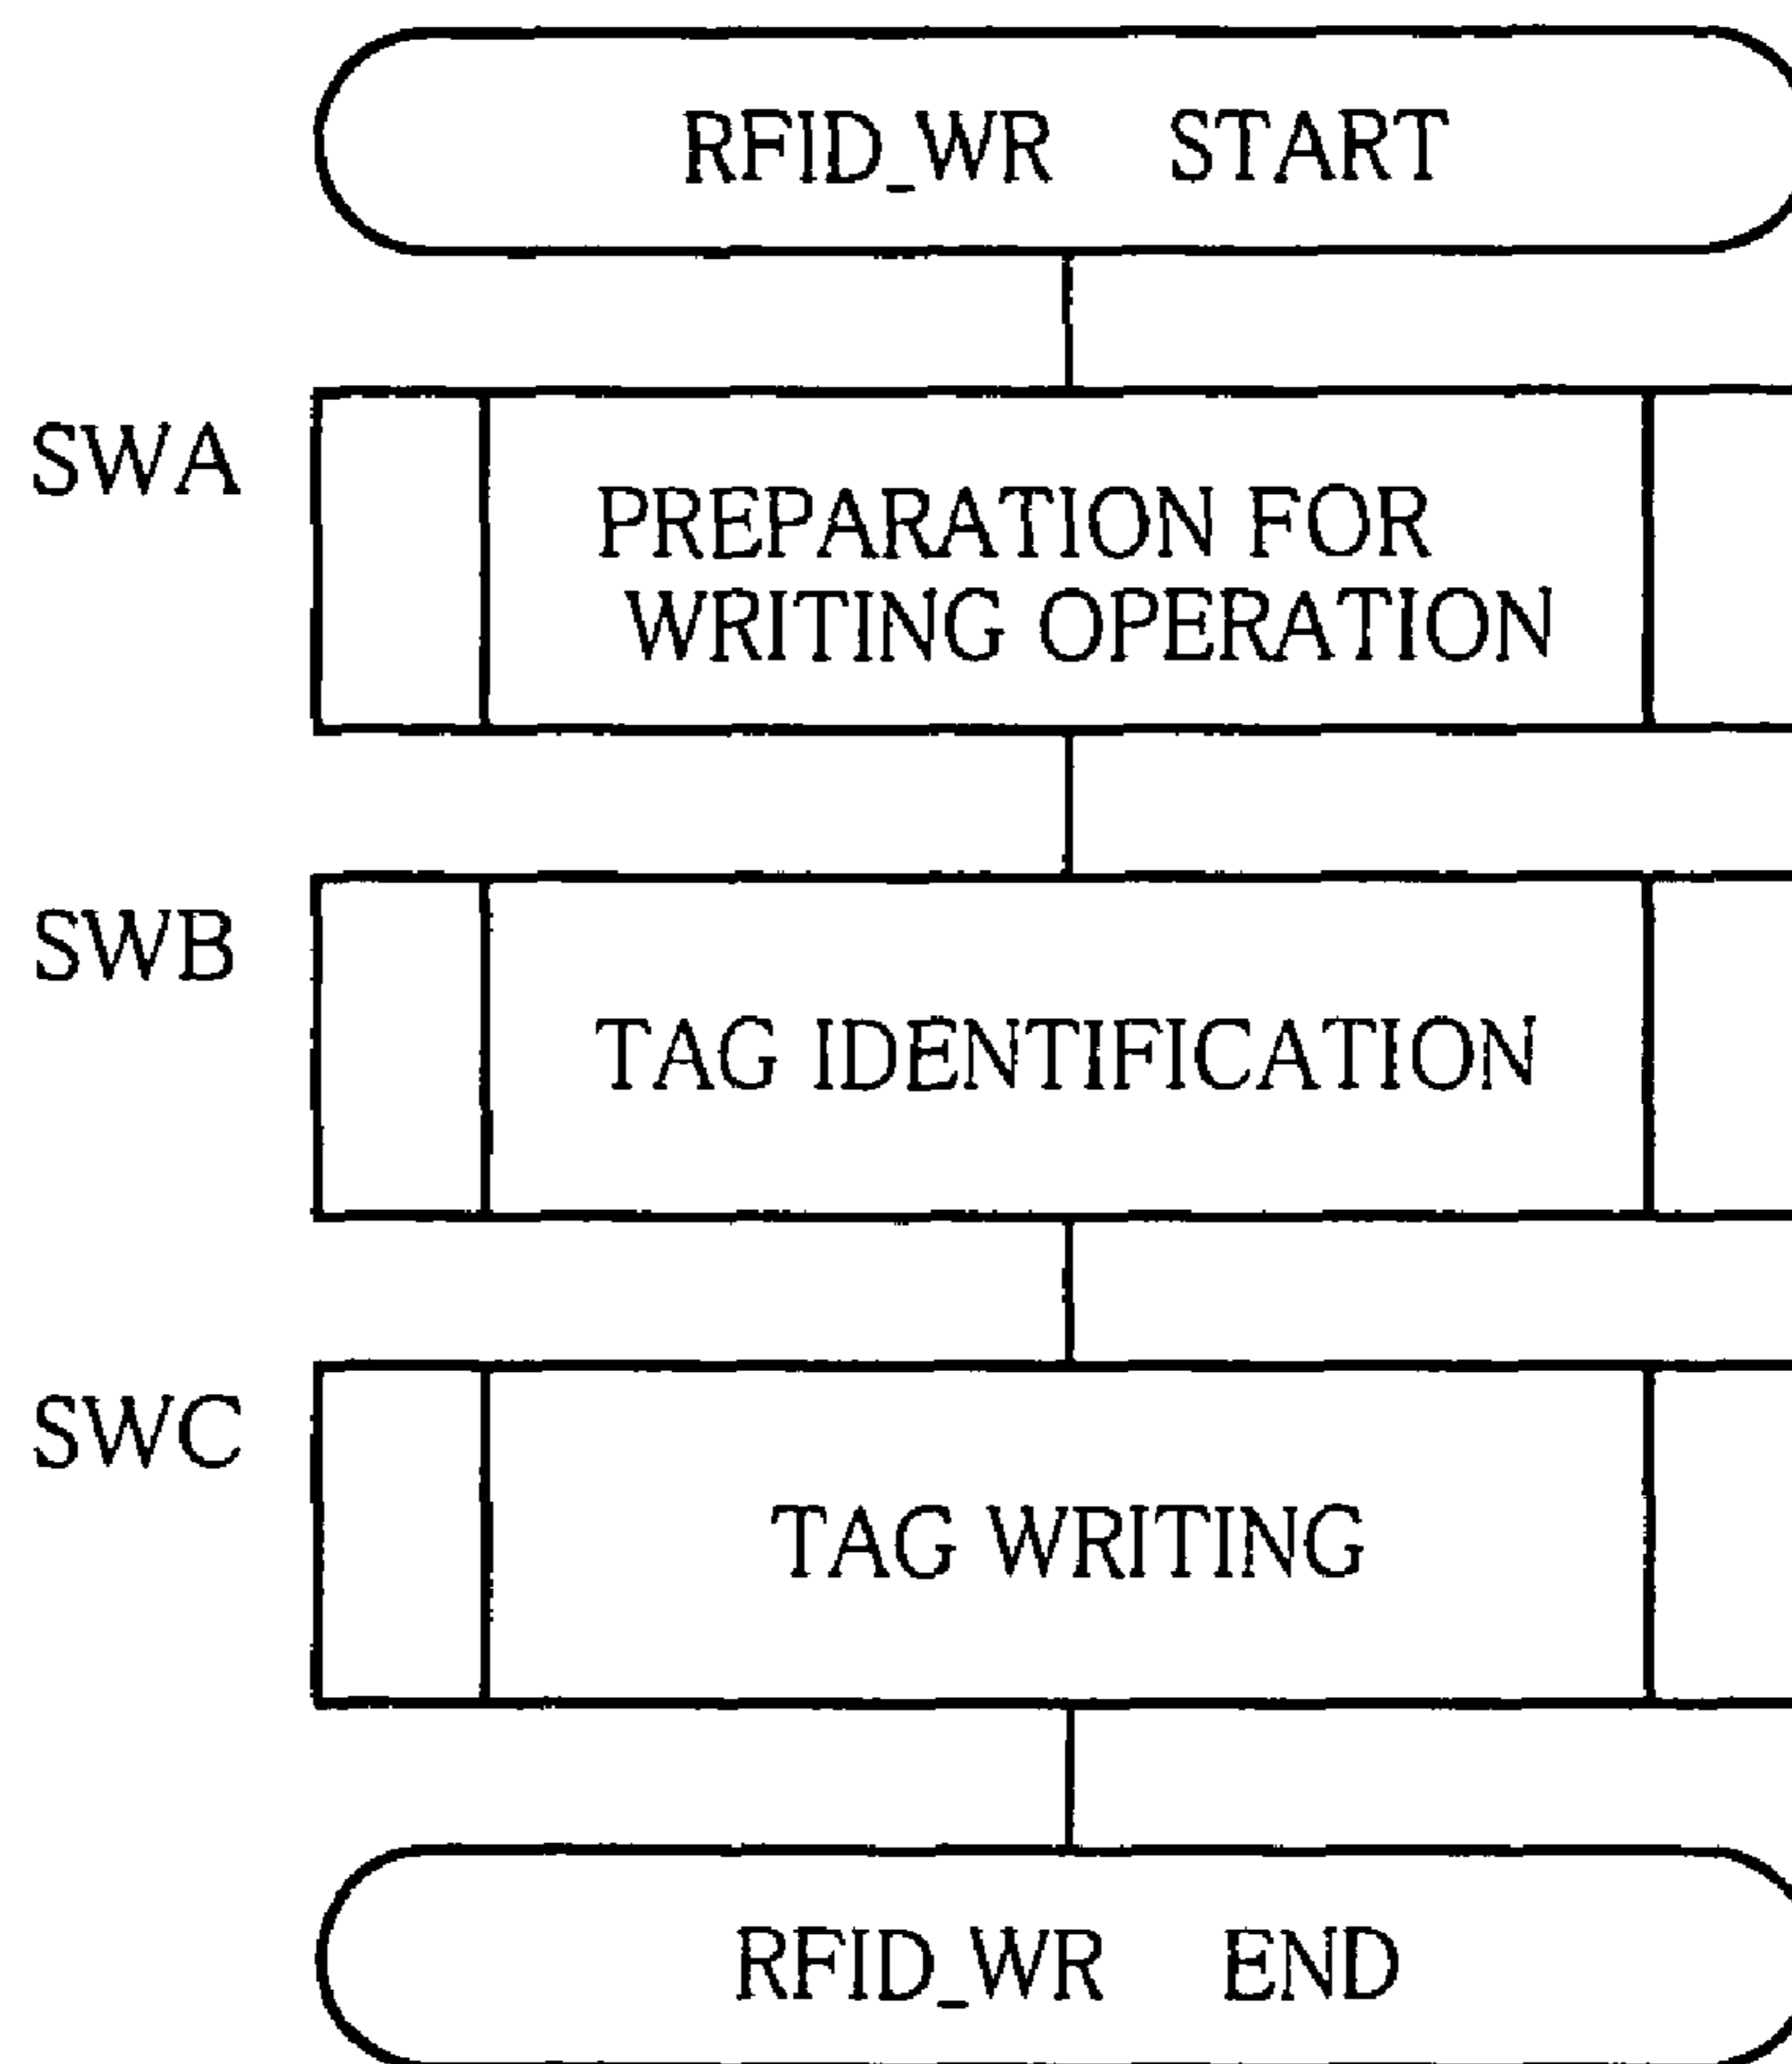 RFID_WR START
SWA
PREPARATION FOR
WRITING OPERATION
SWB
TAG IDENTIFICATION
SWC
TAG WRITING
RFID_WR END